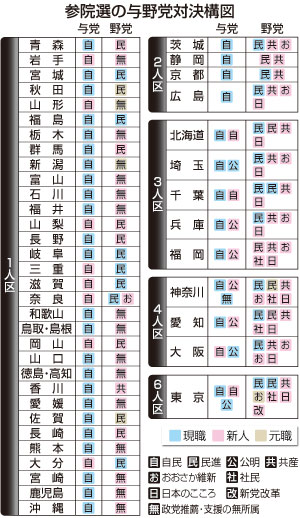 参院選の与野党対決構図
与党 野党
1人区
青森 自 民
岩手 自 無
宮城 自 民
秋田 自 民
山形 自 無
福島 自 民
栃木 自 無
群馬 自 民
新潟 自 無
富山 自 無
石川 自 無
福井 自 無
山梨 自 民
長野 自 民
岐阜 自 民
三重 自 民
滋賀 自 民
奈良 自 民お
和歌山 自 無
鳥取・島根 自 無
岡山 自 民
山口 自 無
徳島・高知 自 無
香川 自 共
愛媛 自 無
佐賀 自 民
長崎 自 民
熊本 自 無
大分 自 民
宮崎 自 無
鹿児島 自 無
沖縄 自 無
与党 野党
2人区
茨城 自 民共お
静岡 自 民共
京都 自 民共
広島 自 民共お
日
3人区
北海道 自自 民民共
埼玉 自公 民共お
日
千葉 自自 民民共
兵庫 自公 民共お
日
福岡 自公 民共お
社日
4人区
神奈川 自公 民民共
無 お社日
愛知 自公 民民共
社日
大阪 自自公 民共お
お日
6人区
東京 自自 民民共
公 お社日
改
現職 新人 元職
自自民 民民進 公公明 共共産
おおおさか維新 社社民
日日本のこころ 改新党改革
無政党推薦・支援の無所属